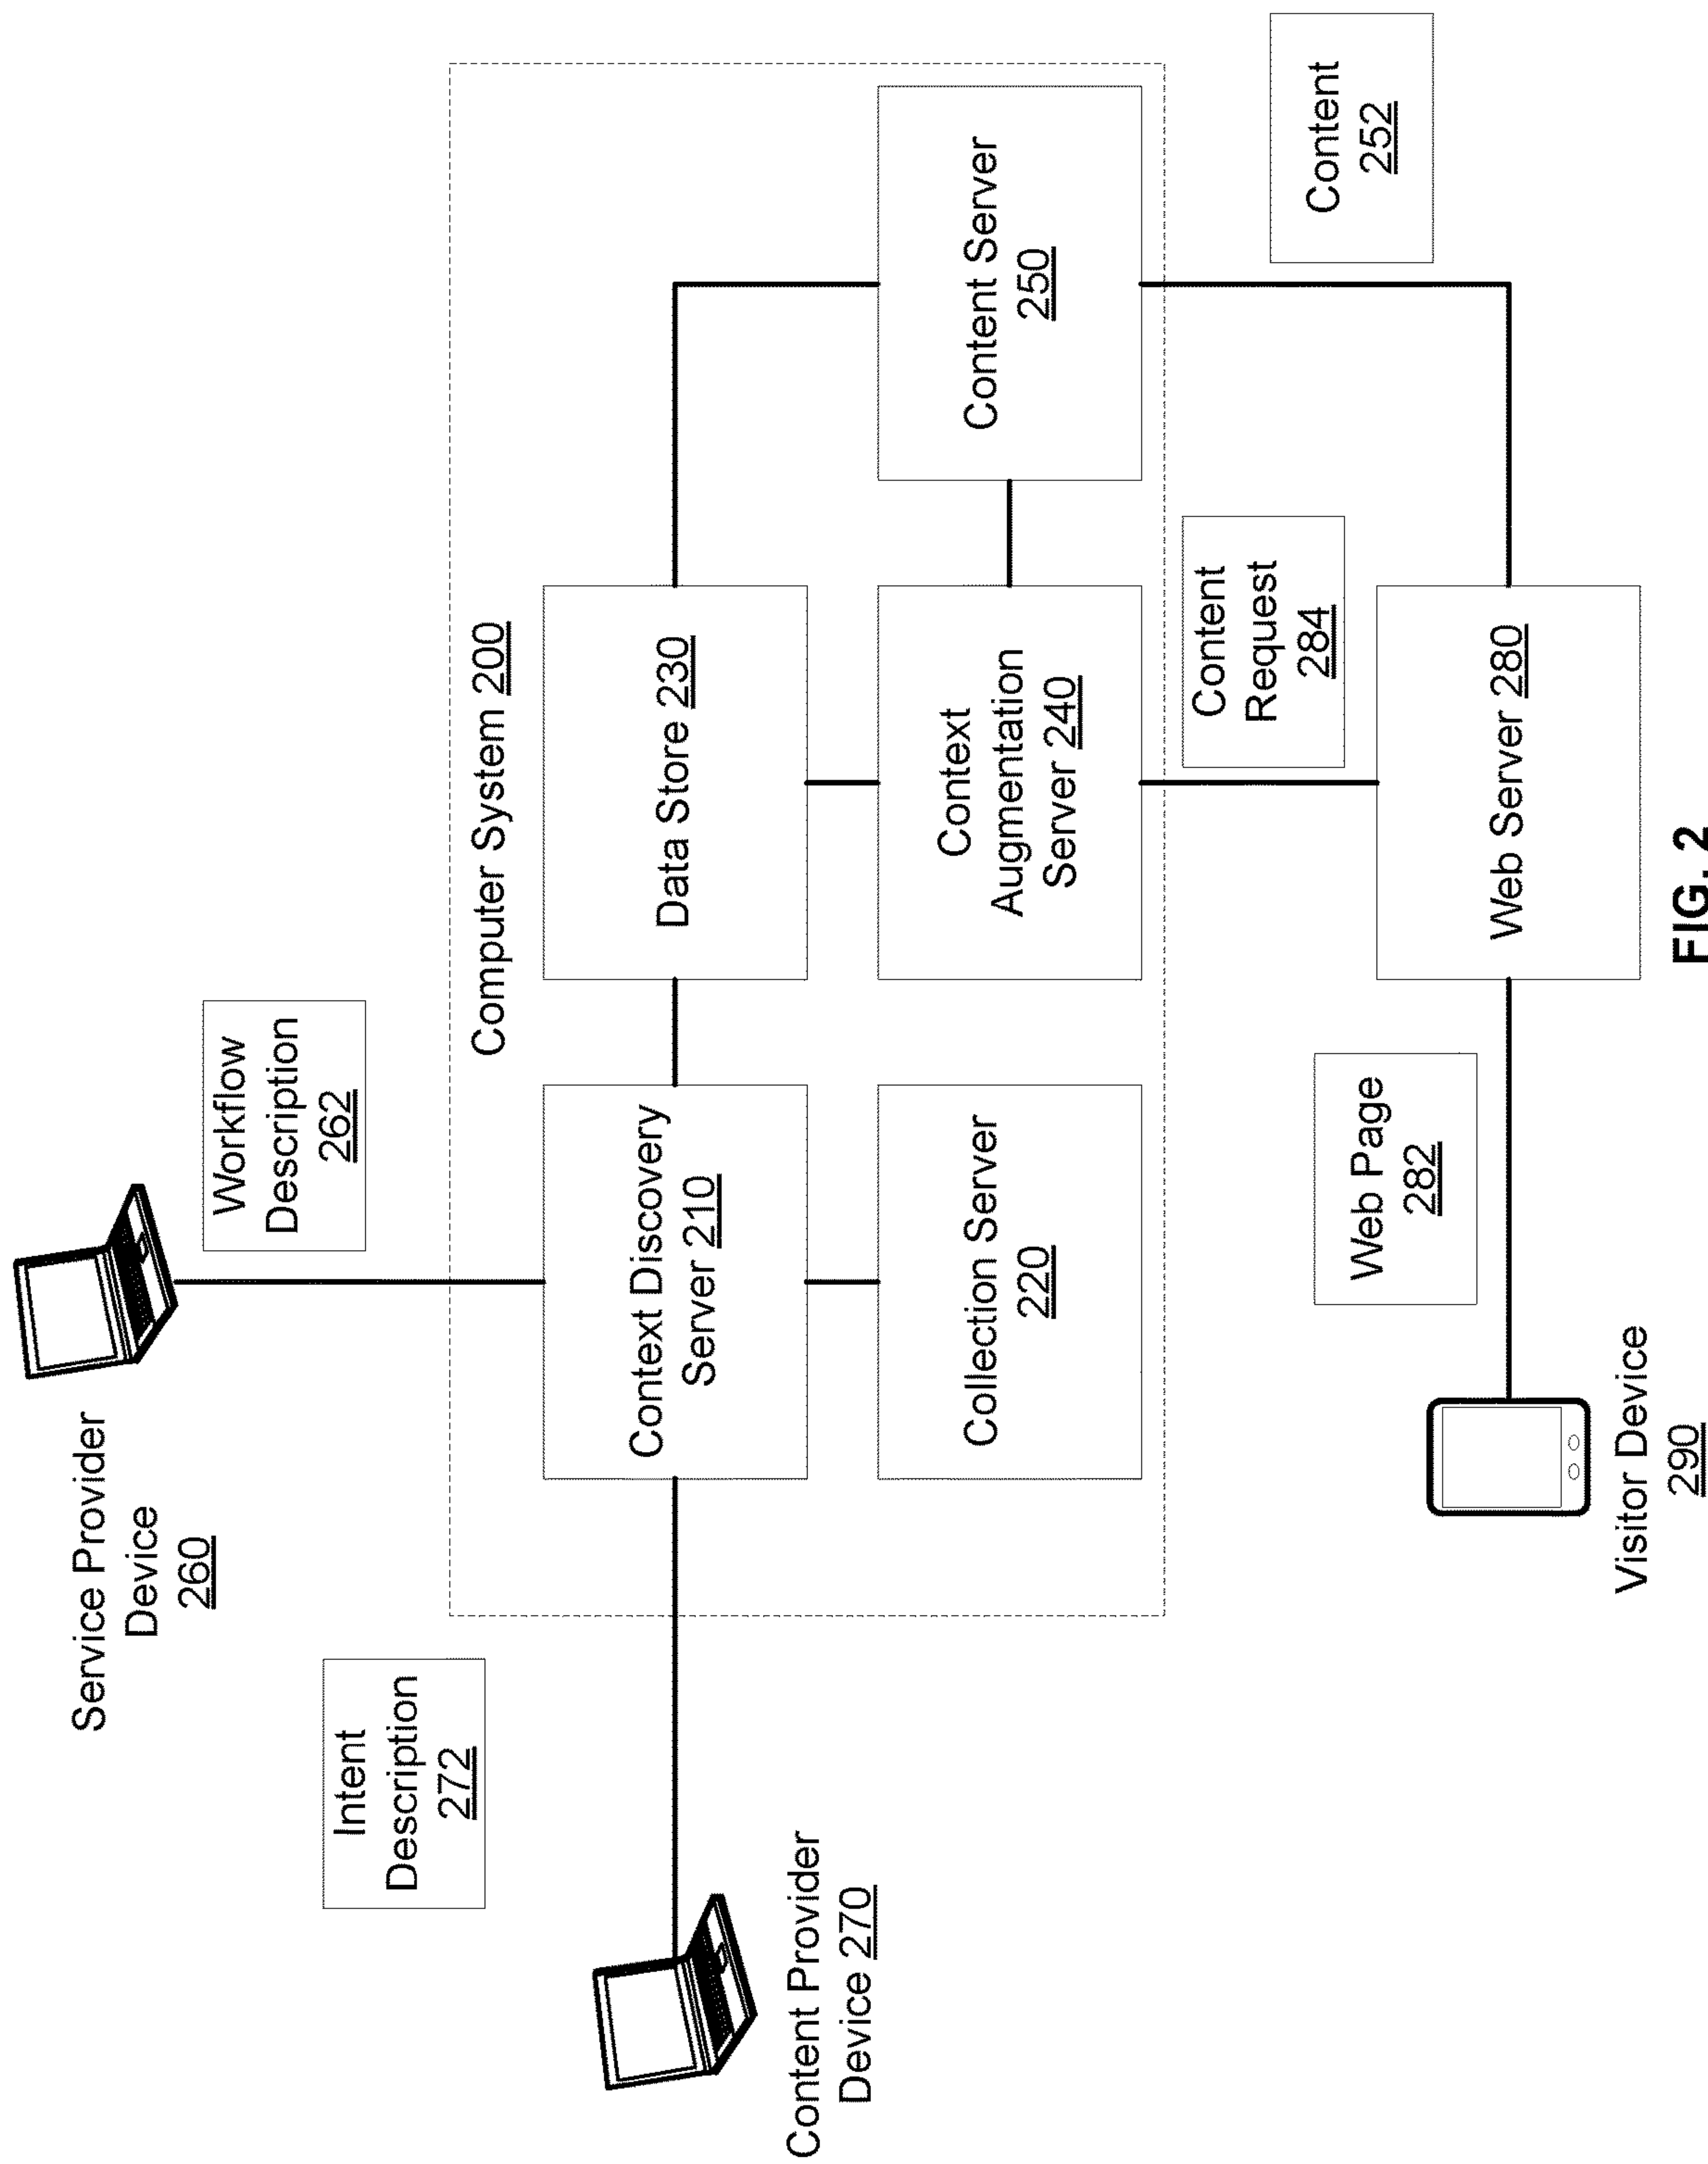 Service Provider
Device
260
Workflow
Description
262
Intent
Description
272
Computer System 200
Content Provider
Device 270
Context Discovery
Server 210
Data Store 230
Collection Server
220
Context
Augmentation
Server 240
Content Server
250
Content
Request
284
Content
252
Web Page
282
Web Server 280
Visitor Device
290
FIG. 2